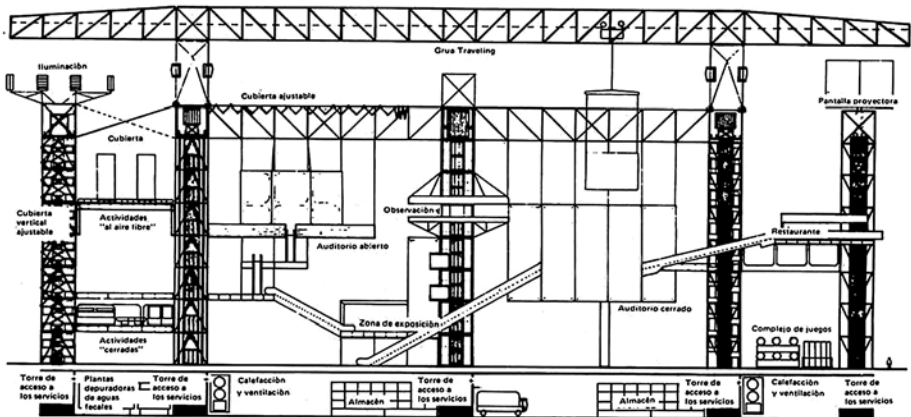 Grua Traveling
Iluminación
Cubierta ajustable
Pantalla proyectora
Cubierta
Cubierta
vertical
ajustable
Actividades
"al aire libre"
Observación e
Auditorio abierto
Restaurante
Zona de exposición
Auditorio cerrado
Actividades
"cerradas"
Complejo de juegos
Torre de
acceso a
los servicios
Plantas
depuradoras
de aguas
fecales
Torre de
acceso a
los servicios
Calefacción
y ventilación
Almacén
Torre de
acceso a
los servicios
Almacén
Torre de
acceso a
los servicios
Calefacción
y ventilación
Torre de
acceso a
los servicios